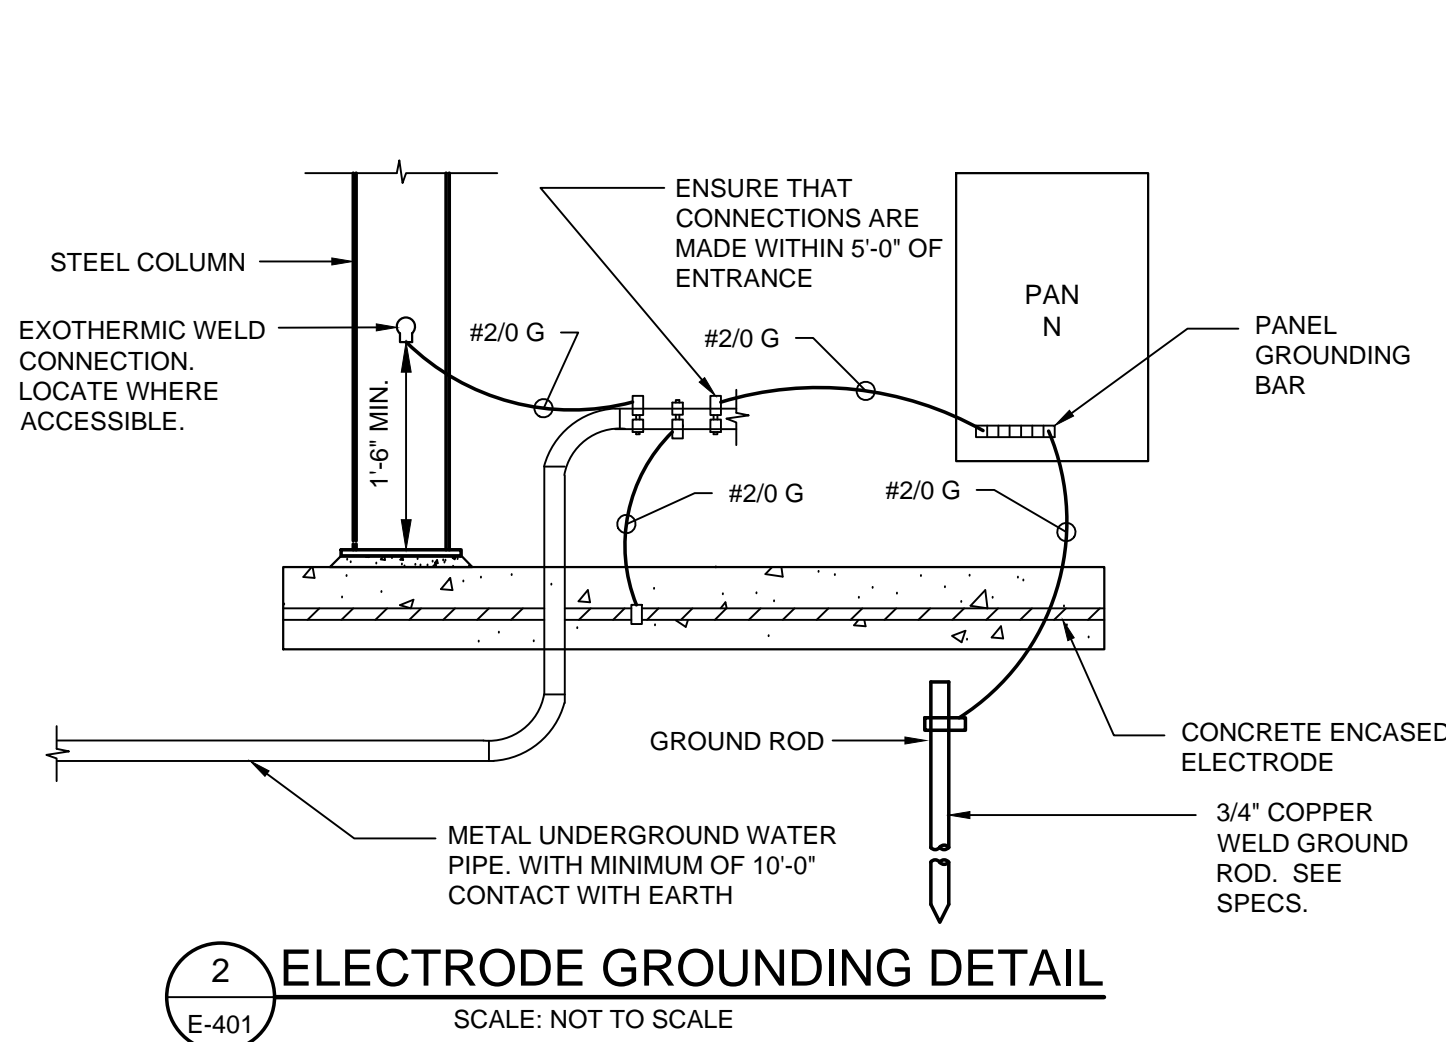 ENSURE THAT
CONNECTIONS ARE
MADE WITHIN 5'-0" OF
ENTRANCE
STEEL COLUMN
EXOTHERMIC WELD
CONNECTION.
LOCATE WHERE
ACCESSIBLE.
1'-6" MIN.
#2/0 G
#2/0 G
PAN
N
PANEL
GROUNDING
BAR
#2/0 G
#2/0 G
GROUND ROD
CONCRETE ENCASED
ELECTRODE
3/4" COPPER
WELD GROUND
ROD. SEE
SPECS.
METAL UNDERGROUND WATER
PIPE. WITH MINIMUM OF 10'-0"
CONTACT WITH EARTH
2
E-401
ELECTRODE GROUNDING DETAIL
SCALE: NOT TO SCALE